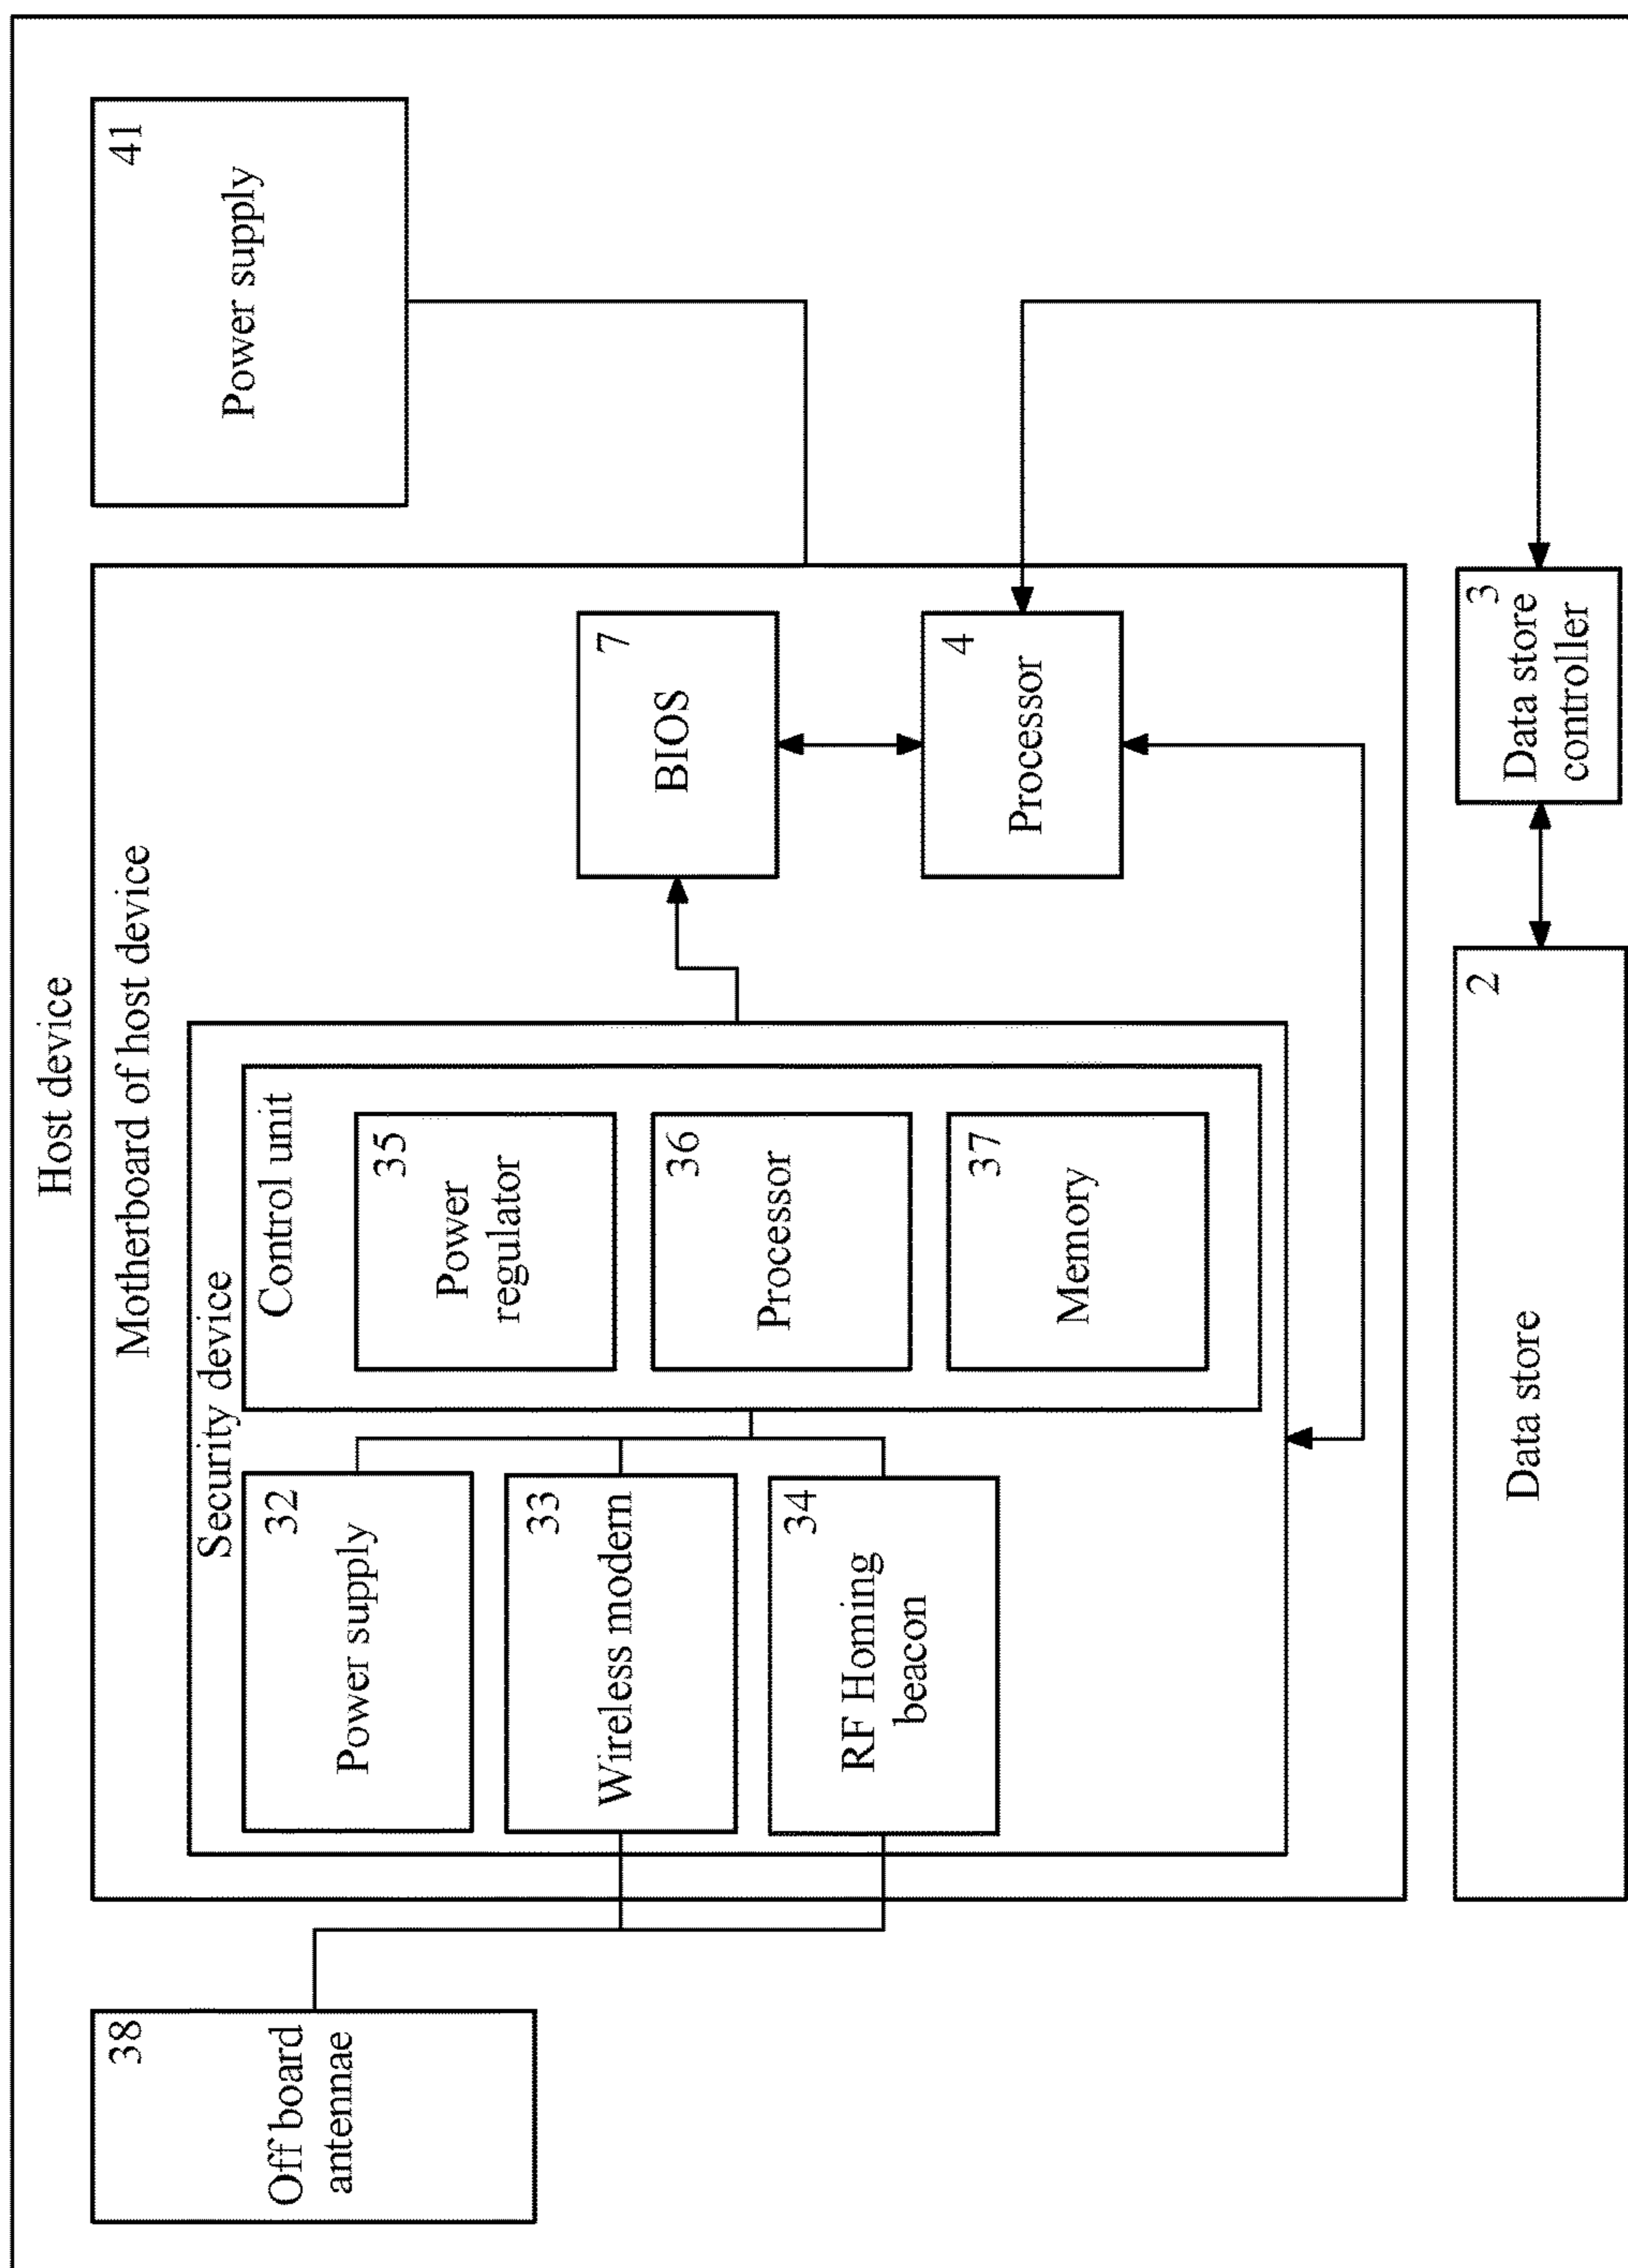 Host device
Motherboard of host device
38
Off board
antennae
Security device
32
Power supply
33
Wireless modem
34
RF Homing
beacon
Control unit
35
Power
regulator
36
Processor
37
Memory
7
BIOS
4
Processor
41
Power supply
2
Data store
3
Data store
controller